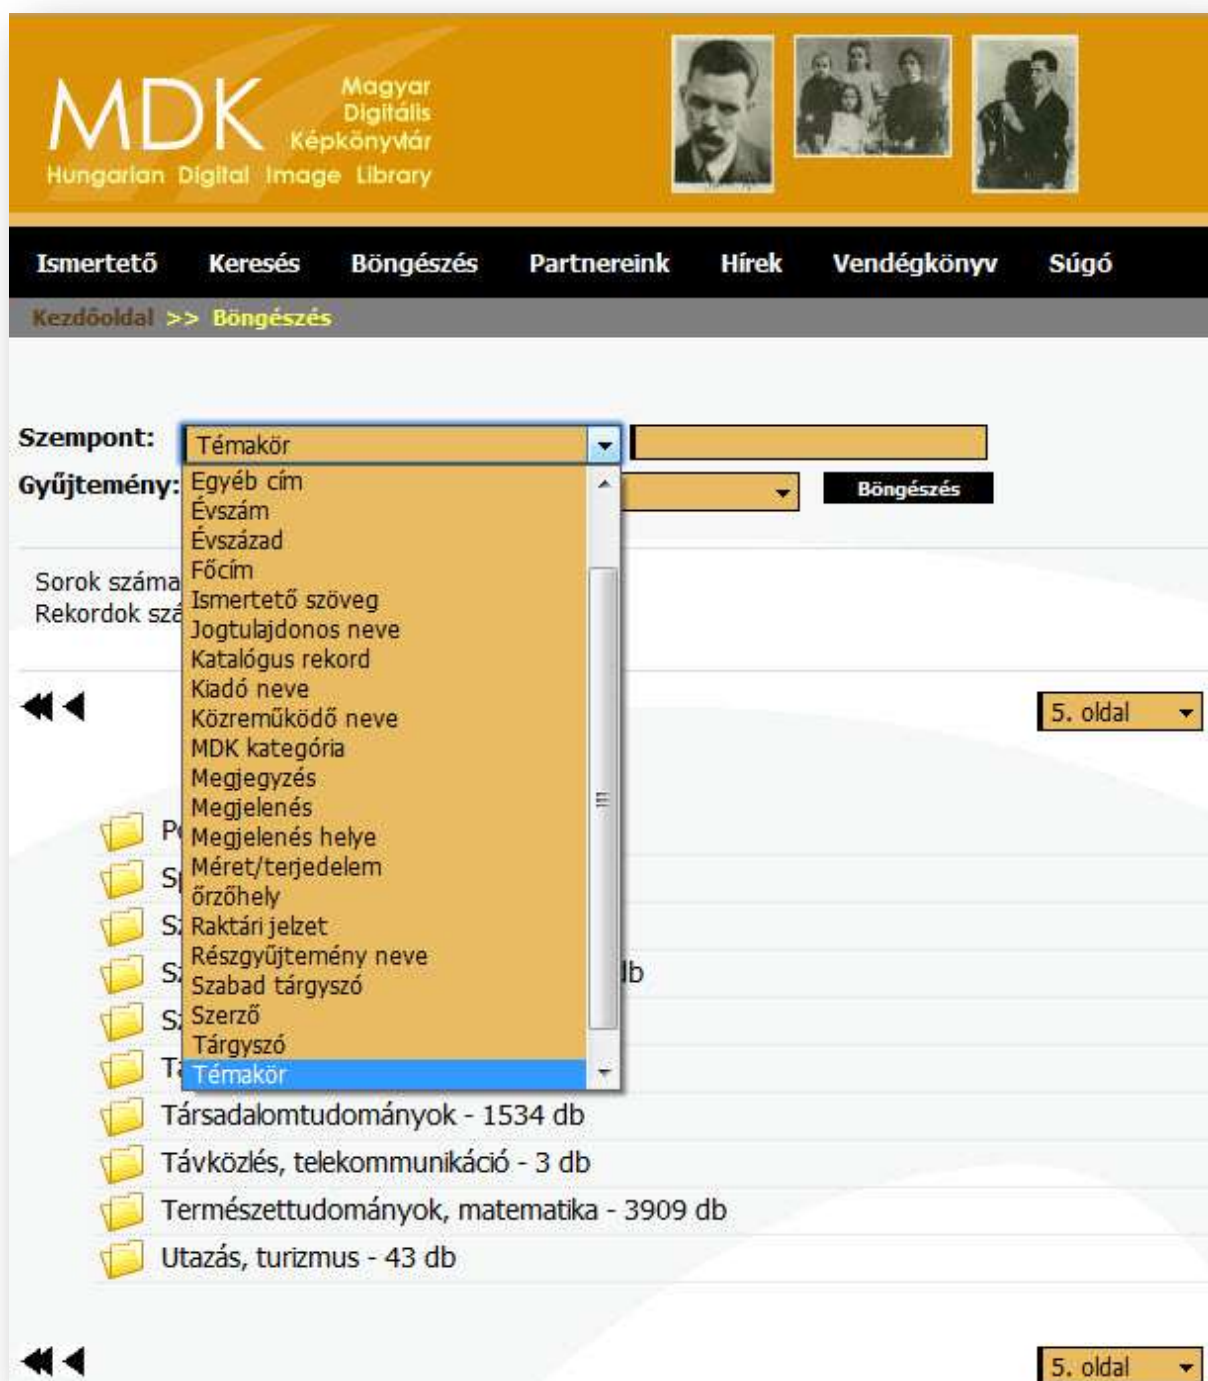 MDK
Magyar
Digitális
Képkönyvtár
Hungarian Digital Image Library
Ismertető Keresés Böngészés Partnereink Hírek Vendégkönyv Súgó
Kezdőoldal >> Böngészés
Szempont: Témakör
Gyűjtemény: Böngészés
Egyéb cím
Évszám
Évszázad
Főcím
Ismertető szöveg
Jogtulajdonos neve
Katalógus rekord
Kiadó neve
Közreműködő neve
MDK kategória
Megjegyzés
Megjelenés
Megjelenés helye
Méret/terjedelem
őrzőhely
Raktári jelzet
Részgyűjtemény neve
Szabad tárgyszó
Szerző
Tárgyszó
Témakör
Sorok száma
Rekordok
5. oldal
Társadalomtudományok - 1534 db
Távközlés, telekommunikáció - 3 db
Természettudományok, matematika - 3909 db
Utazás, turizmus - 43 db
5. oldal